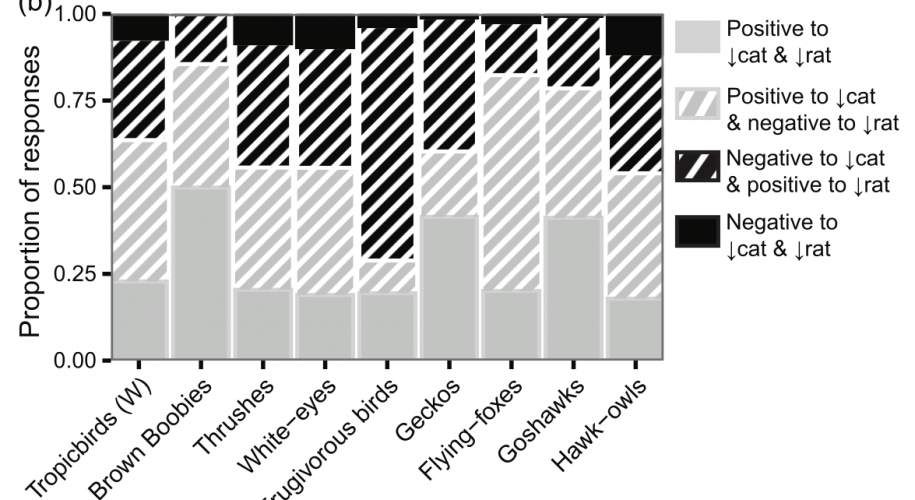 (b)
Proportion of responses
1.00
0.75
0.50
0.25
0.00
Tropicbirds (W)
Brown Boobies
Thrushes
White−eyes
rugivorous birds
Geckos
Flying−foxes
Goshawks
Hawk−owls
Positive to
↓cat & ↓rat
Positive to ↓cat
& negative to ↓rat
Negative to ↓cat
& positive to ↓rat
Negative to
↓cat & ↓rat